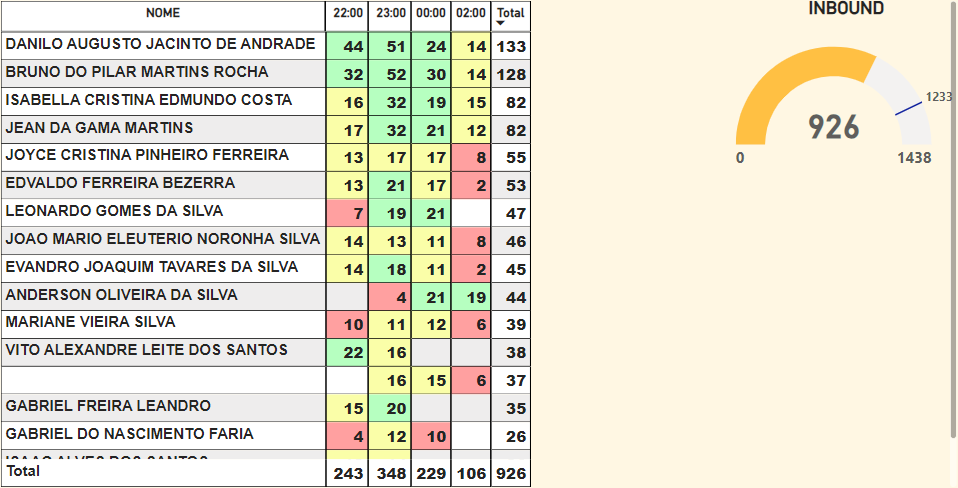 NOME 22:00 23:00 00:00 02:00 Total
DANILO AUGUSTO JACINTO DE ANDRADE 44 51 24 14 133
BRUNO DO PILAR MARTINS ROCHA 32 52 30 14 128
ISABELLA CRISTINA EDMUNDO COSTA 16 32 19 15 82
JEAN DA GAMA MARTINS 17 32 21 12 82
JOYCE CRISTINA PINHEIRO FERREIRA 13 17 17 8 55
EDVALDO FERREIRA BEZERRA 13 21 17 2 53
LEONARDO GOMES DA SILVA 7 19 21 47
JOAO MARIO ELEUTERIO NORONHA SILVA 14 13 11 8 46
EVANDRO JOAQUIM TAVARES DA SILVA 14 18 11 2 45
ANDERSON OLIVEIRA DA SILVA 4 21 19 44
MARIANE VIEIRA SILVA 10 11 12 6 39
VITO ALEXANDRE LEITE DOS SANTOS 22 16 38
16 15 6 37
GABRIEL FREIRA LEANDRO 15 20 35
GABRIEL DO NASCIMENTO FARIA 4 12 10 26
Total 243 348 229 106 926
INBOUND
1233
926
0 1438